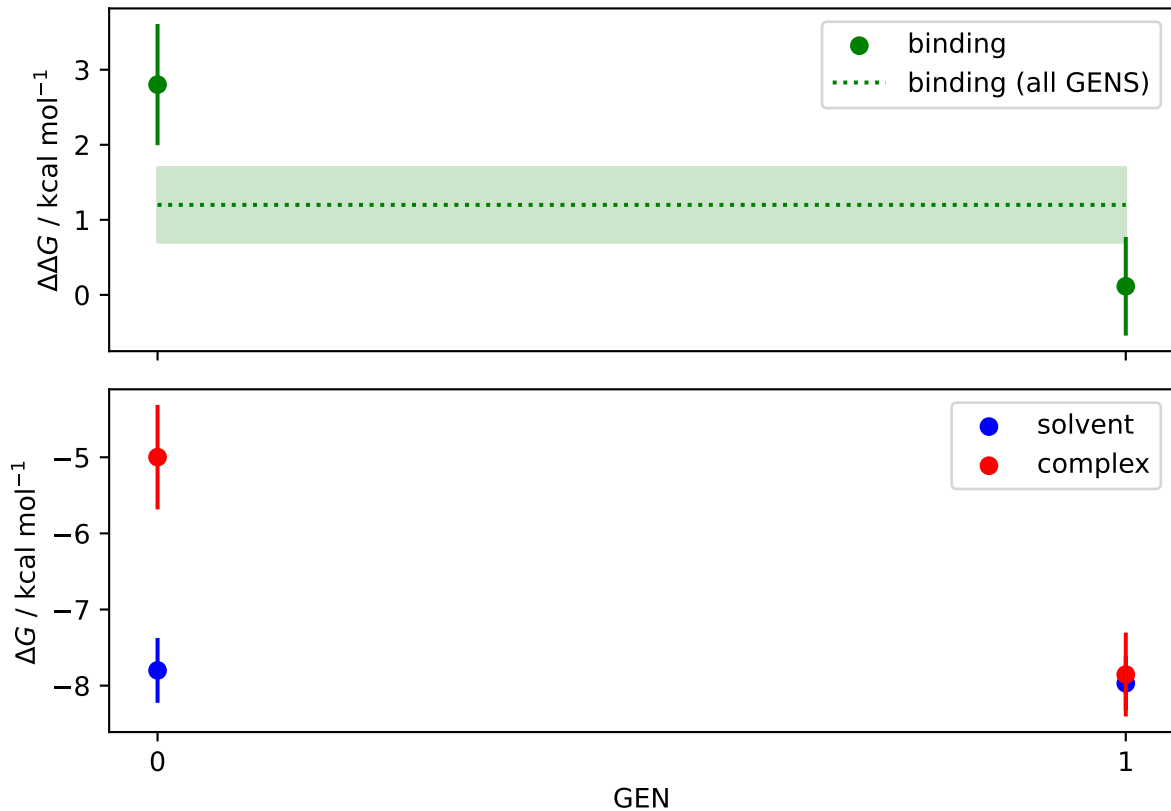 ΔΔG / kcal mol⁻¹
3
2
1
0
binding
binding (all GENS)
ΔG / kcal mol⁻¹
−5
−6
−7
−8
solvent
complex
0
1
GEN